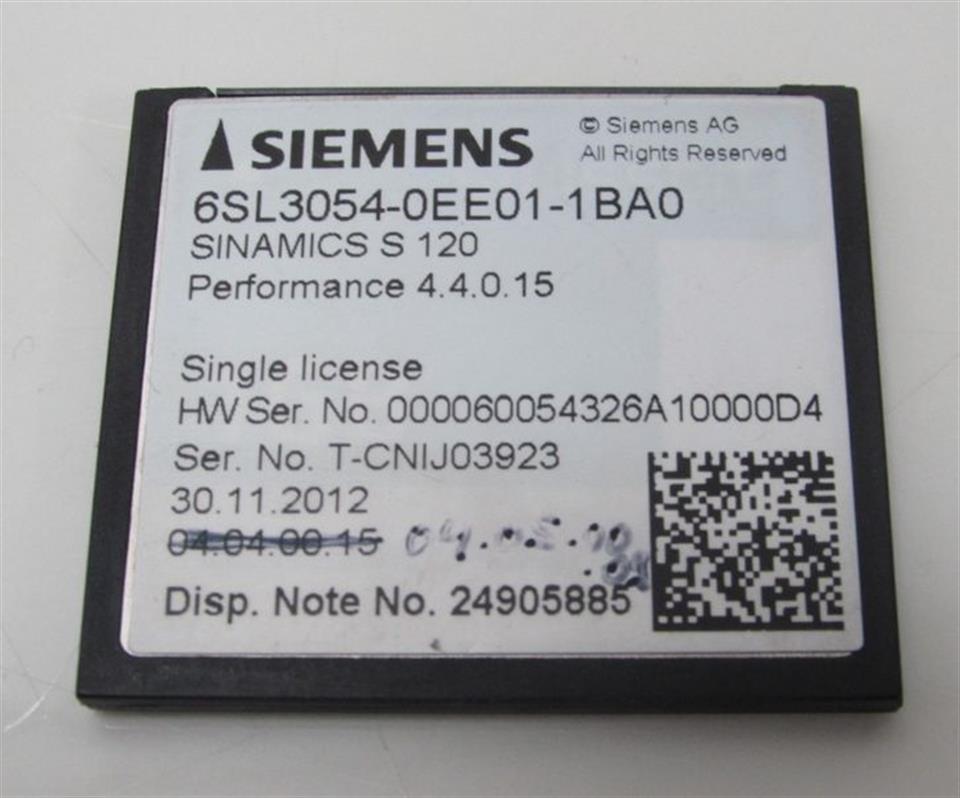 SIEMENS
© Siemens AG
All Rights Reserved
6SL3054-0EE01-1BA0
SINAMICS S 120
Performance 4.4.0.15
Single license
HW Ser. No. 000060054326A10000D4
Ser. No. T-CNIJ03923
30.11.2012
04.04.00.15
Disp. Note No. 24905885